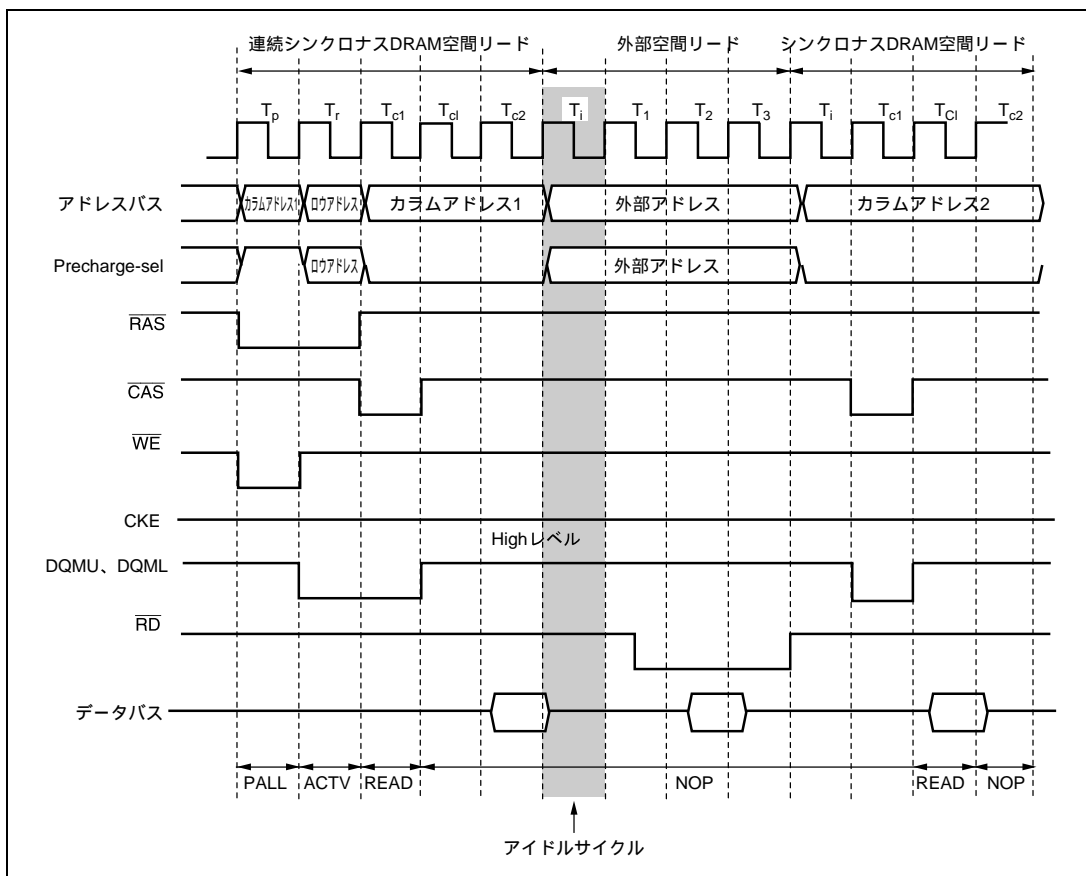 連続シンクロナスDRAM空間リード 外部空間リード シンクロナスDRAM空間リード
Tp Tr Tc1 Tcl Tc2 Ti T1 T2 T3 Ti Tc1 TCl Tc2
アドレスバス カラムアドレス1 ロウアドレス カラムアドレス1 外部アドレス カラムアドレス2
Precharge-sel ロウアドレス 外部アドレス
RAS
CAS
WE
CKE
Highレベル
DQMU、DQML
RD
データバス
PALL ACTV READ NOP READ NOP
アイドルサイクル